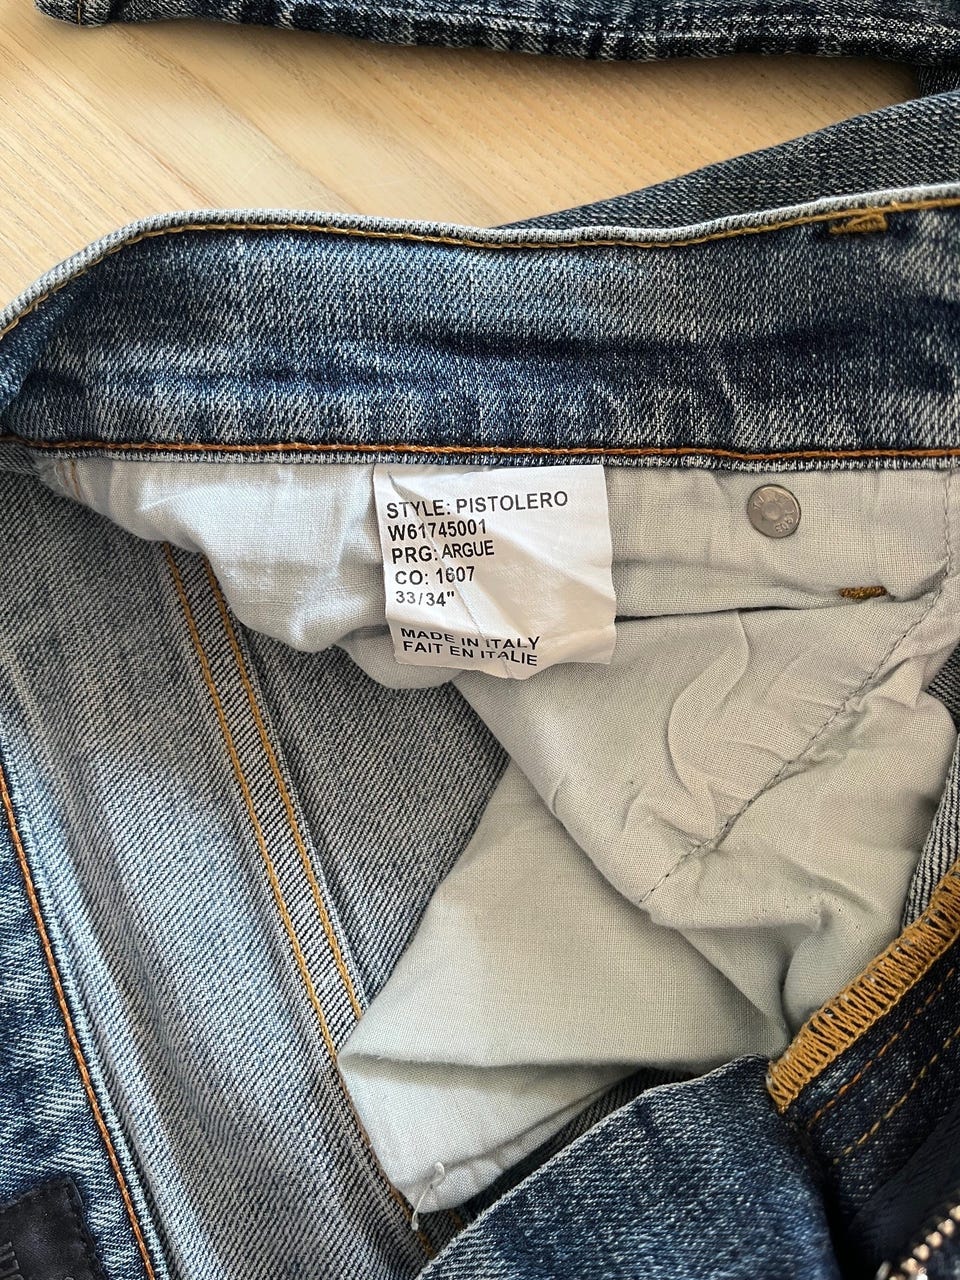 STYLE: PISTOLERO
W61745001
PRG: ARGUE
CO: 1607
33/34"
MADE IN ITALY
FAIT EN ITALIE